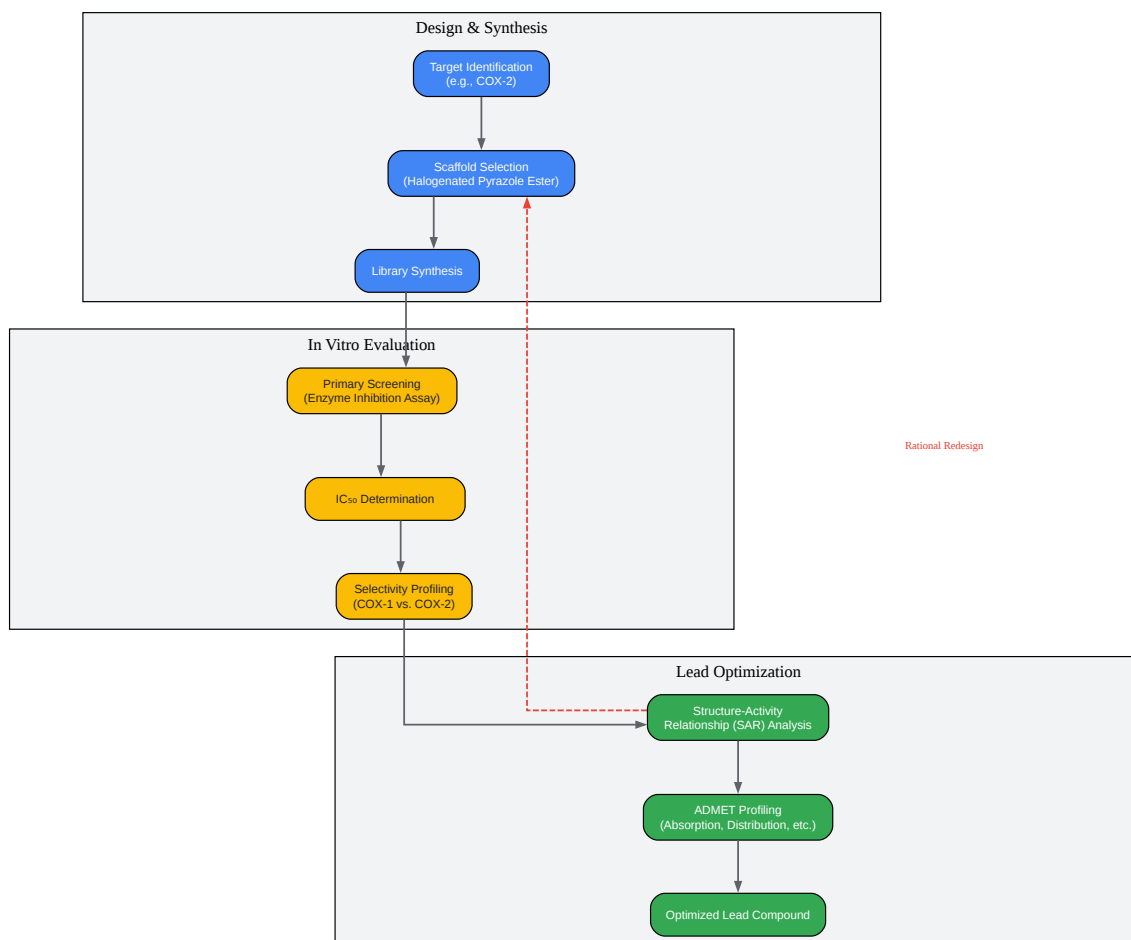 Design & Synthesis
Target Identification
(e.g., COX-2)
Scaffold Selection
(Halogenated Pyrazole Ester)
Library Synthesis
In Vitro Evaluation
Primary Screening
(Enzyme Inhibition Assay)
Rational Redesign
IC₅₀ Determination
Selectivity Profiling
(COX-1 vs. COX-2)
Lead Optimization
Structure-Activity
Relationship (SAR) Analysis
ADMET Profiling
(Absorption, Distribution, etc.)
Optimized Lead Compound